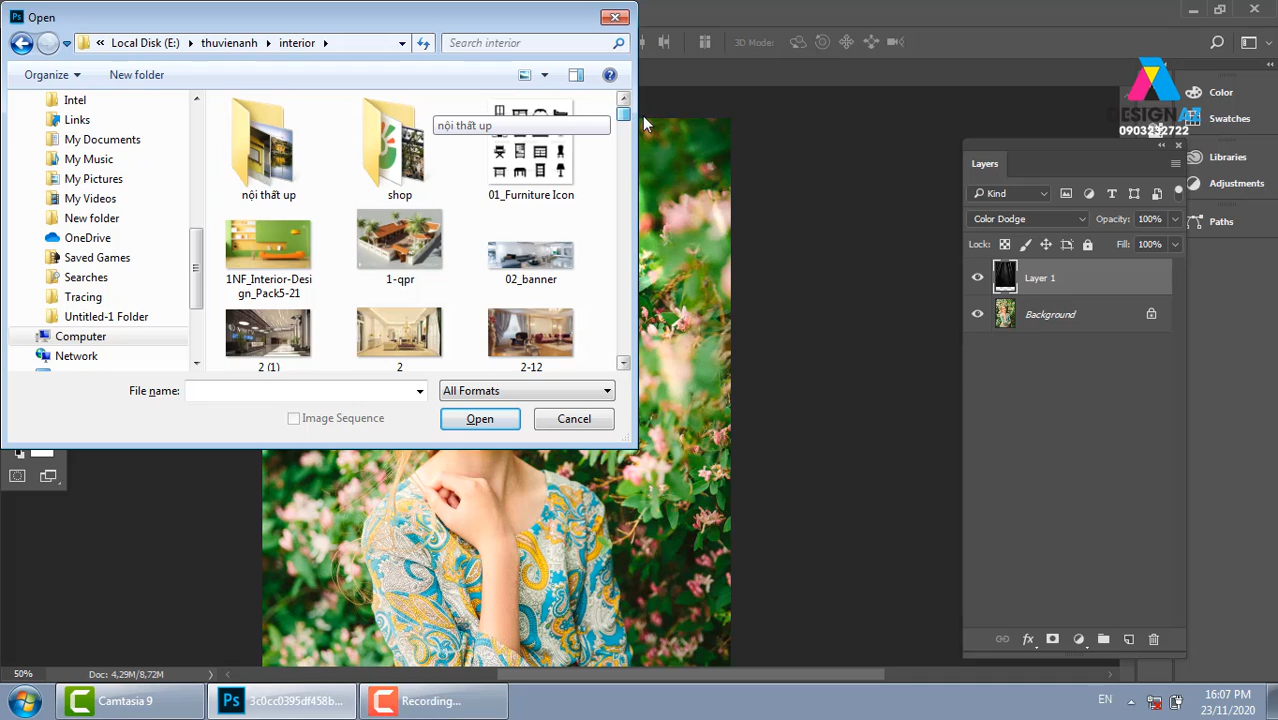 Open
Local Disk (E:)
thuvienanh
interior
Search interior
3D Mode:
Organize
New folder
Intel
Links
My Documents
My Music
My Pictures
My Videos
New folder
OneDrive
Saved Games
Searches
Tracing
Untitled-1 Folder
Computer
Network
nội thất up
nội thất up
shop
01_Furniture Icon
1NF_Interior-Desi
gn_Pack5-21
1-qpr
02_banner
2 (1)
2
2-12
File name:
All Formats
Image Sequence
Open
Cancel
Color
Swatches
Libraries
Adjustments
Paths
Layers
Kind
Color Dodge
Opacity:
100%
Lock:
Fill:
100%
Layer 1
Background
50%
Doc: 4,29M/8,72M
Camtasia 9
3c0cc0395df458b...
Recording...
EN
16:07 PM
23/11/2020